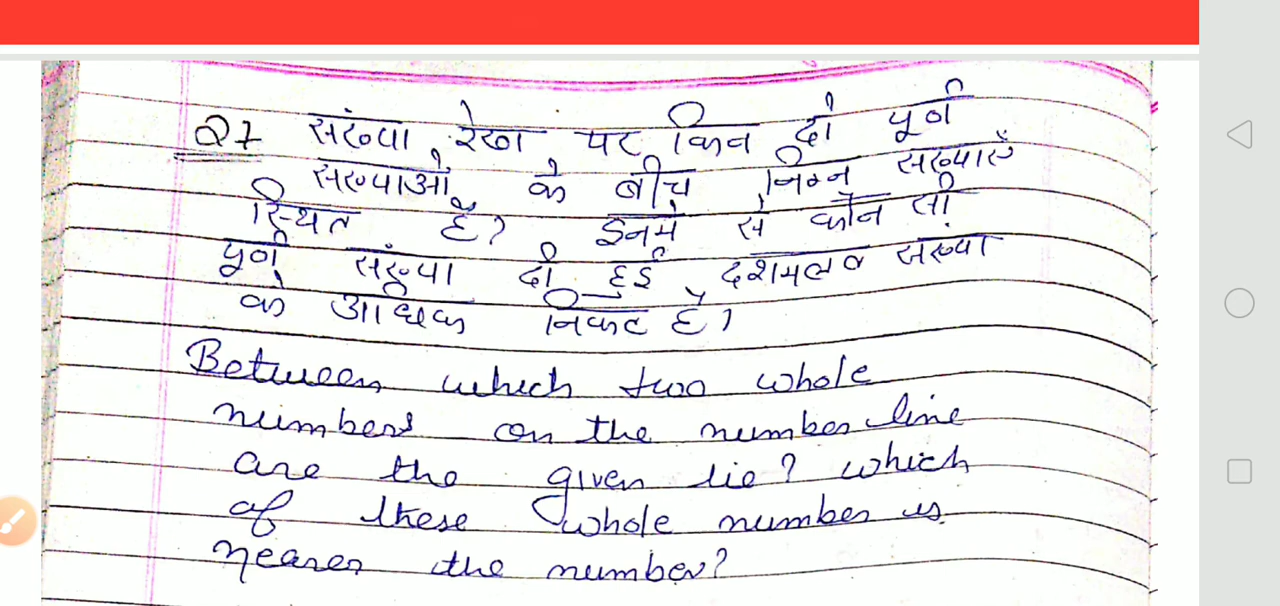 Q7 संख्या रेखा पर किन दो पूर्ण
संख्याओं के बीच निम्न संख्याएँ
स्थित हैं? इनमे से कौन सी
पूर्ण संख्या दी हुई दशमलव संख्या
के अधिक निकट है?
Between which two whole
numbers on the number line
are the given lie? which
of these whole number is
nearer the number?